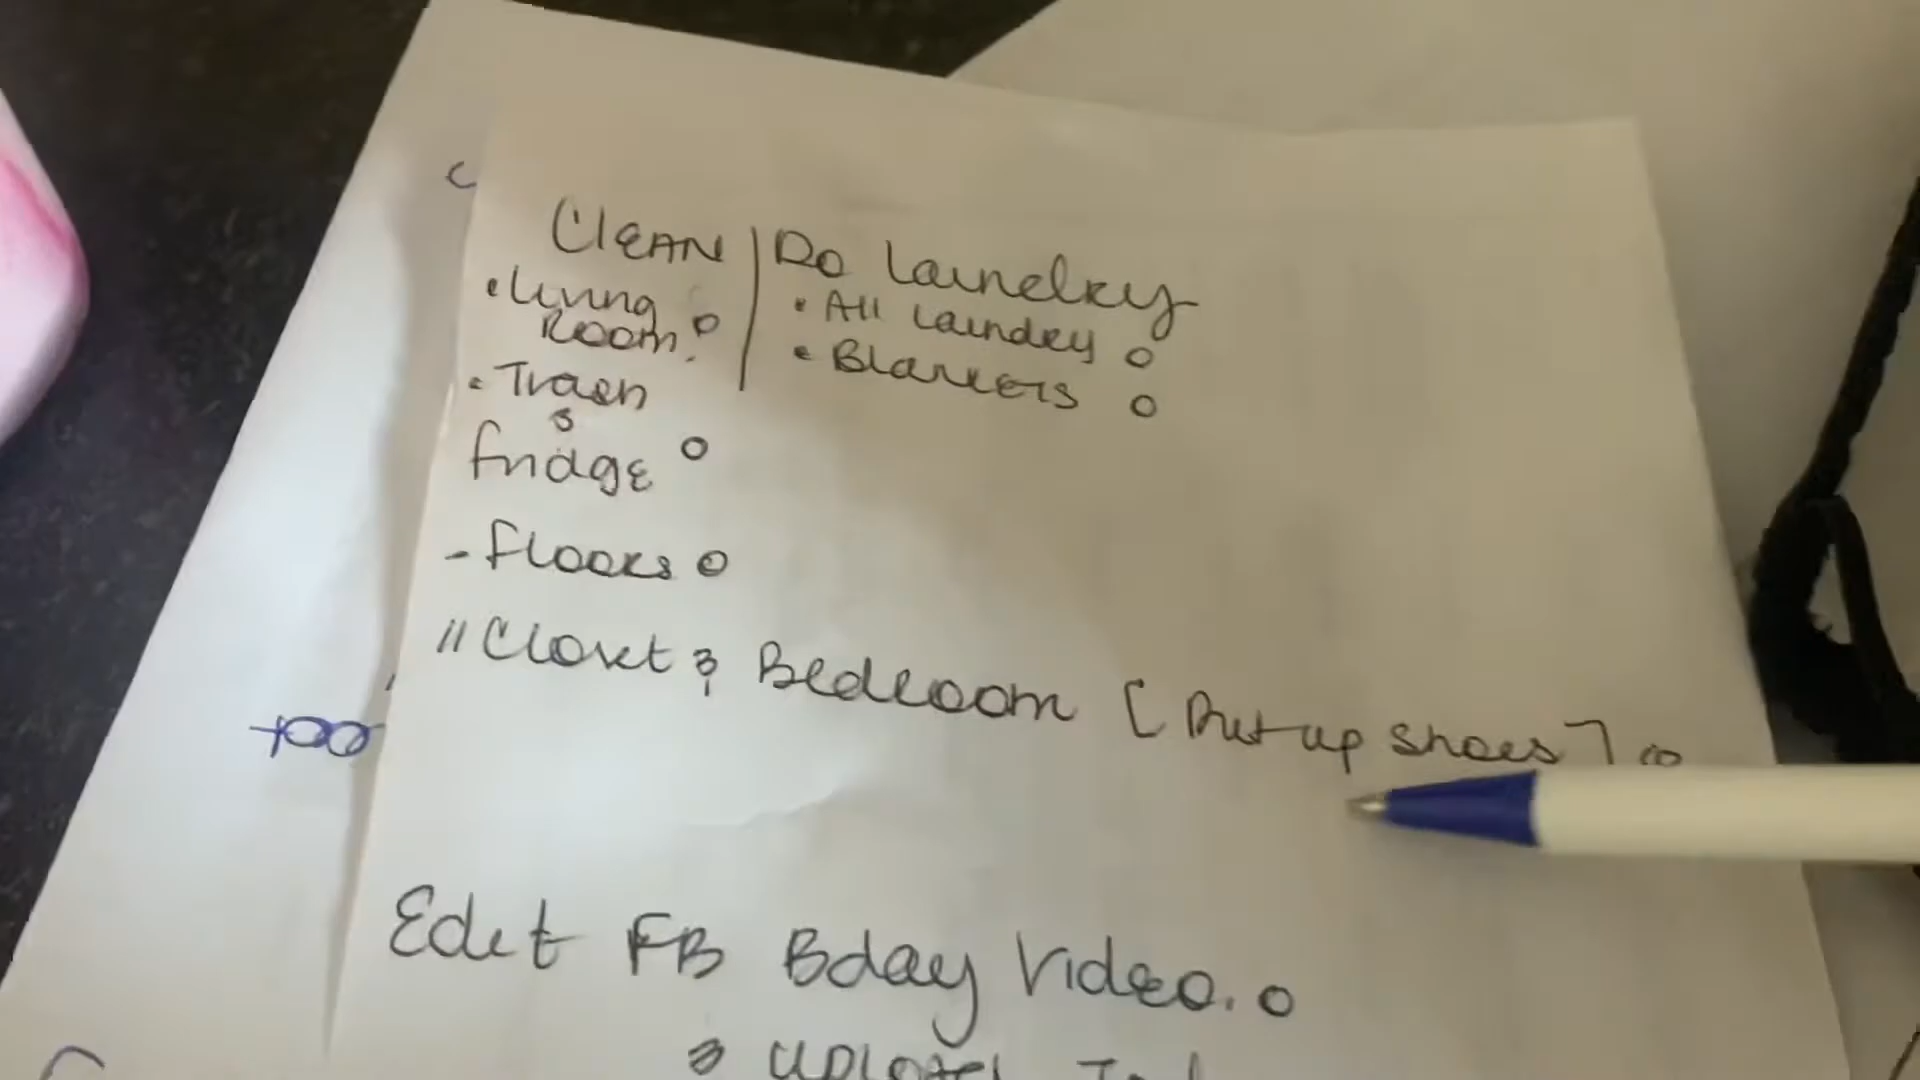 Clean | Do Laundry
• Living
Room.
• All Laundry
• Blankets
• Trash
&
fridge
- floors
" Closet & Bedroom [Put up shoes]
Edit FB Bday Video.
& upload